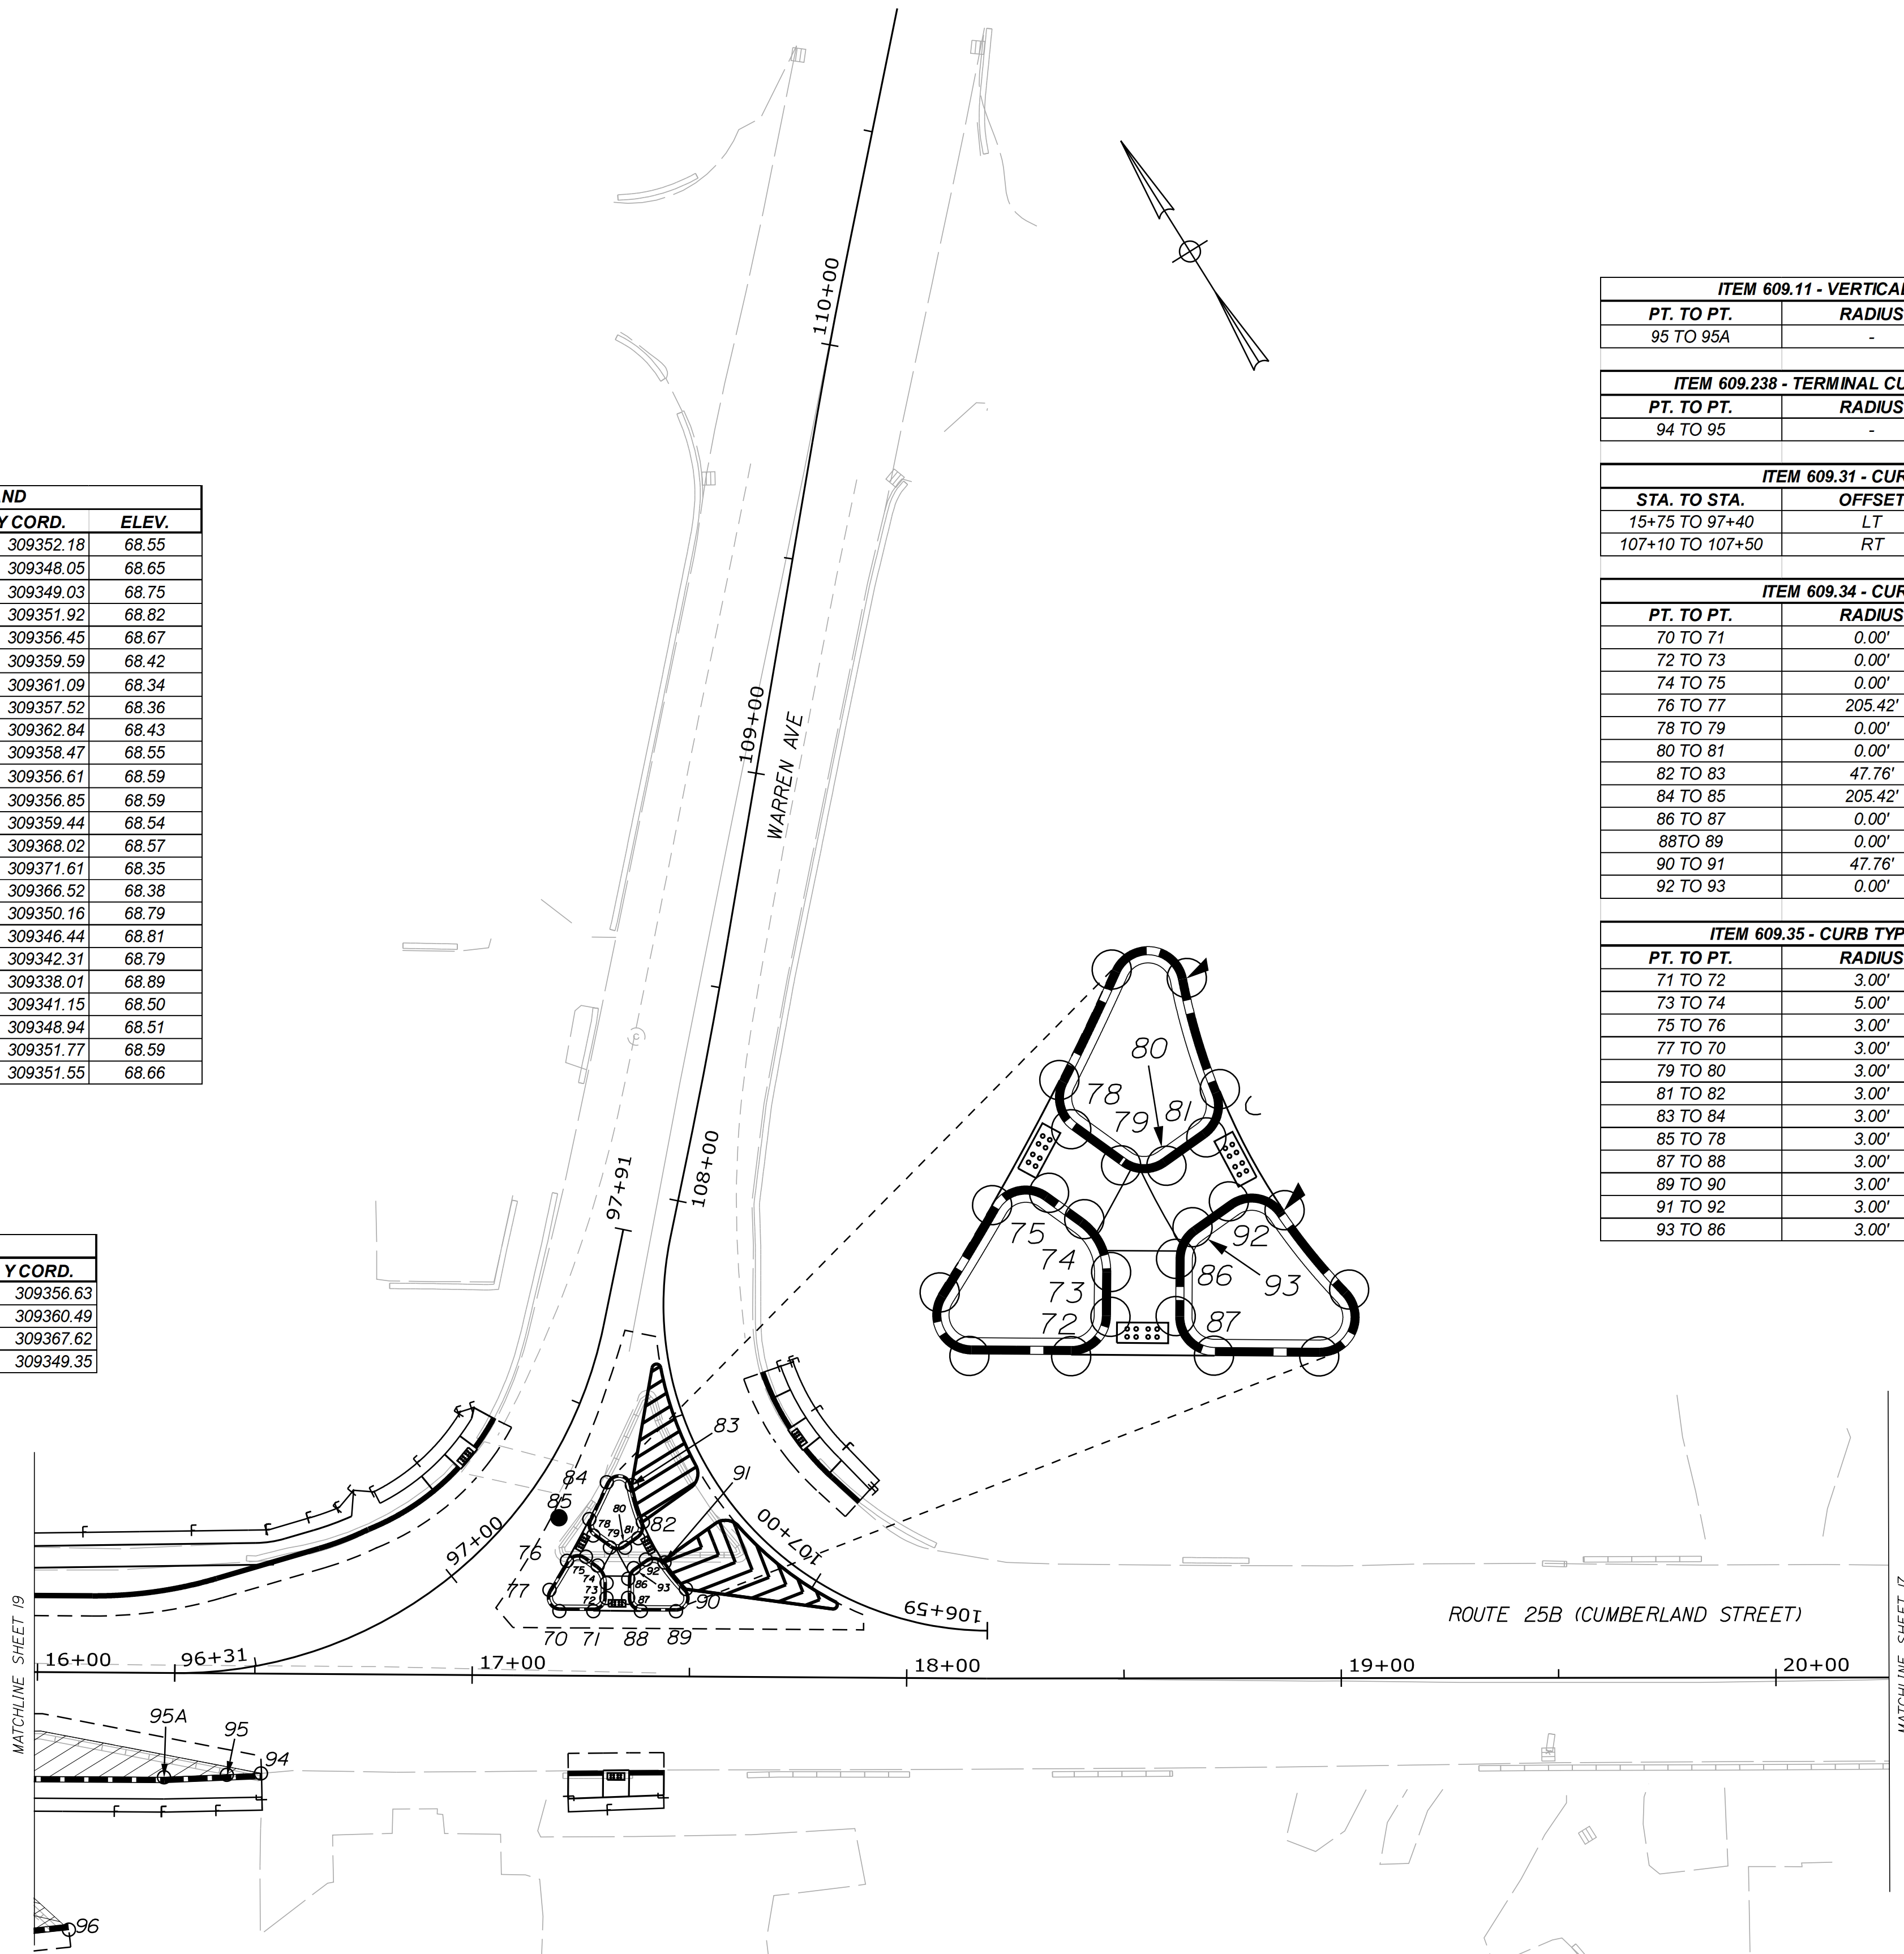 AND
Y CORD. ELEV.
309352.18 68.55
309348.05 68.65
309349.03 68.75
309351.92 68.82
309356.45 68.67
309359.59 68.42
309361.09 68.34
309357.52 68.36
309362.84 68.43
309358.47 68.55
309356.61 68.59
309356.85 68.59
309359.44 68.54
309368.02 68.57
309371.61 68.35
309366.52 68.38
309350.16 68.79
309346.44 68.81
309342.31 68.79
309338.01 68.89
309341.15 68.50
309348.94 68.51
309351.77 68.59
309351.55 68.66
Y CORD.
309356.63
309360.49
309367.62
309349.35
ITEM 609.11 - VERTICAL
PT. TO PT. RADIUS
95 TO 95A -
ITEM 609.238 - TERMINAL CU
PT. TO PT. RADIUS
94 TO 95 -
ITEM 609.31 - CUR
STA. TO STA. OFFSET
15+75 TO 97+40 LT
107+10 TO 107+50 RT
ITEM 609.34 - CUR
PT. TO PT. RADIUS
70 TO 71 0.00'
72 TO 73 0.00'
74 TO 75 0.00'
76 TO 77 205.42'
78 TO 79 0.00'
80 TO 81 0.00'
82 TO 83 47.76'
84 TO 85 205.42'
86 TO 87 0.00'
88TO 89 0.00'
90 TO 91 47.76'
92 TO 93 0.00'
ITEM 609.35 - CURB TYP
PT. TO PT. RADIUS
71 TO 72 3.00'
73 TO 74 5.00'
75 TO 76 3.00'
77 TO 70 3.00'
79 TO 80 3.00'
81 TO 82 3.00'
83 TO 84 3.00'
85 TO 78 3.00'
87 TO 88 3.00'
89 TO 90 3.00'
91 TO 92 3.00'
93 TO 86 3.00'
110+00
109+00
WARREN AVE
108+00
97+91
80
78
79
81
75
74
73
72
92
86
93
87
83
84
91
85
80
78
79
81
82
76
75
74
73
72
92
86
93
87
77
90
70 71 88 89
97+00
107+00
106+59
ROUTE 25B (CUMBERLAND STREET)
16+00
96+31
17+00
18+00
19+00
20+00
MATCHLINE SHEET 19
MATCHLINE SHEET 17
95A
95
94
96